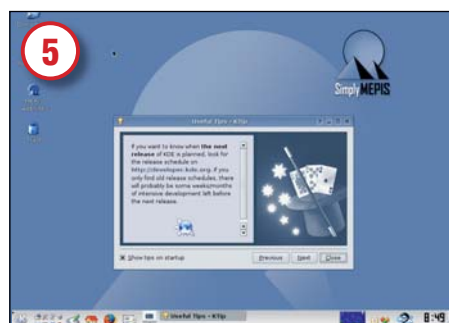 5
Simply MEPIS
Useful Tips - KTip
If you want to know when the next
release of KDE is planned, look for
the release schedule on
http://developer.kde.org. If you
only find old release schedules, there
will probably be some weeks/months
of intensive development left before
the next release.
Show tips on startup
Previous
Next
Close
Useful Tips - KTip
8:49